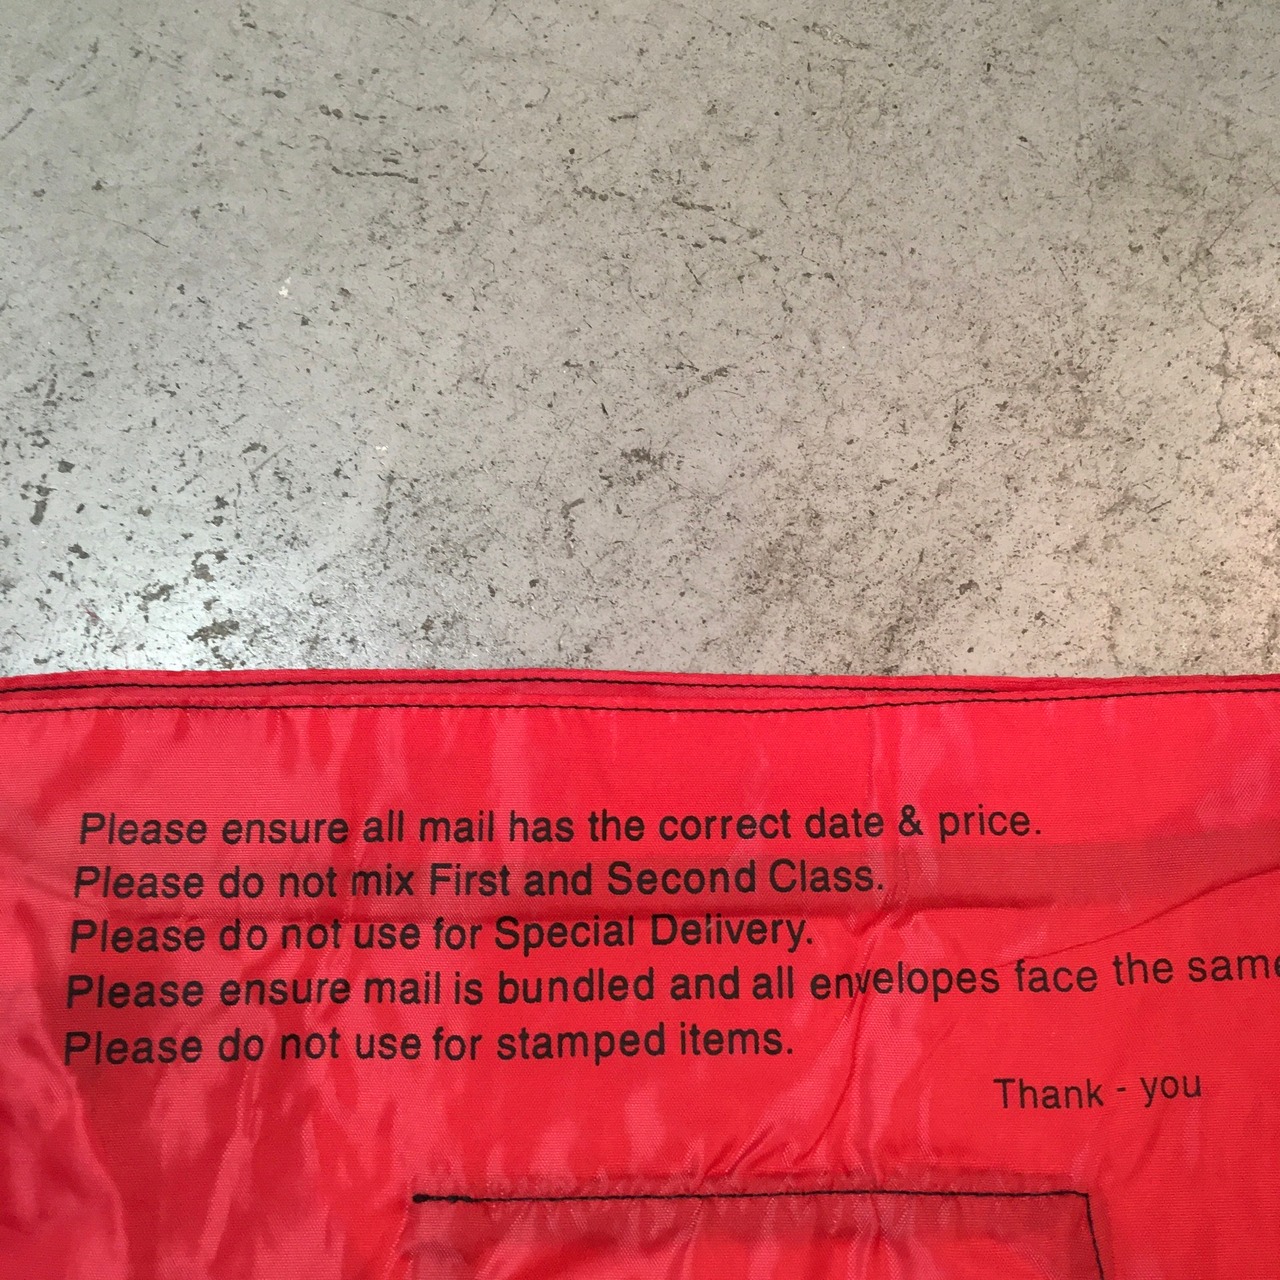 Please ensure all mail has the correct date & price.
Please do not mix First and Second Class.
Please do not use for Special Delivery.
Please ensure mail is bundled and all envelopes face the same
Please do not use for stamped items.
Thank - you